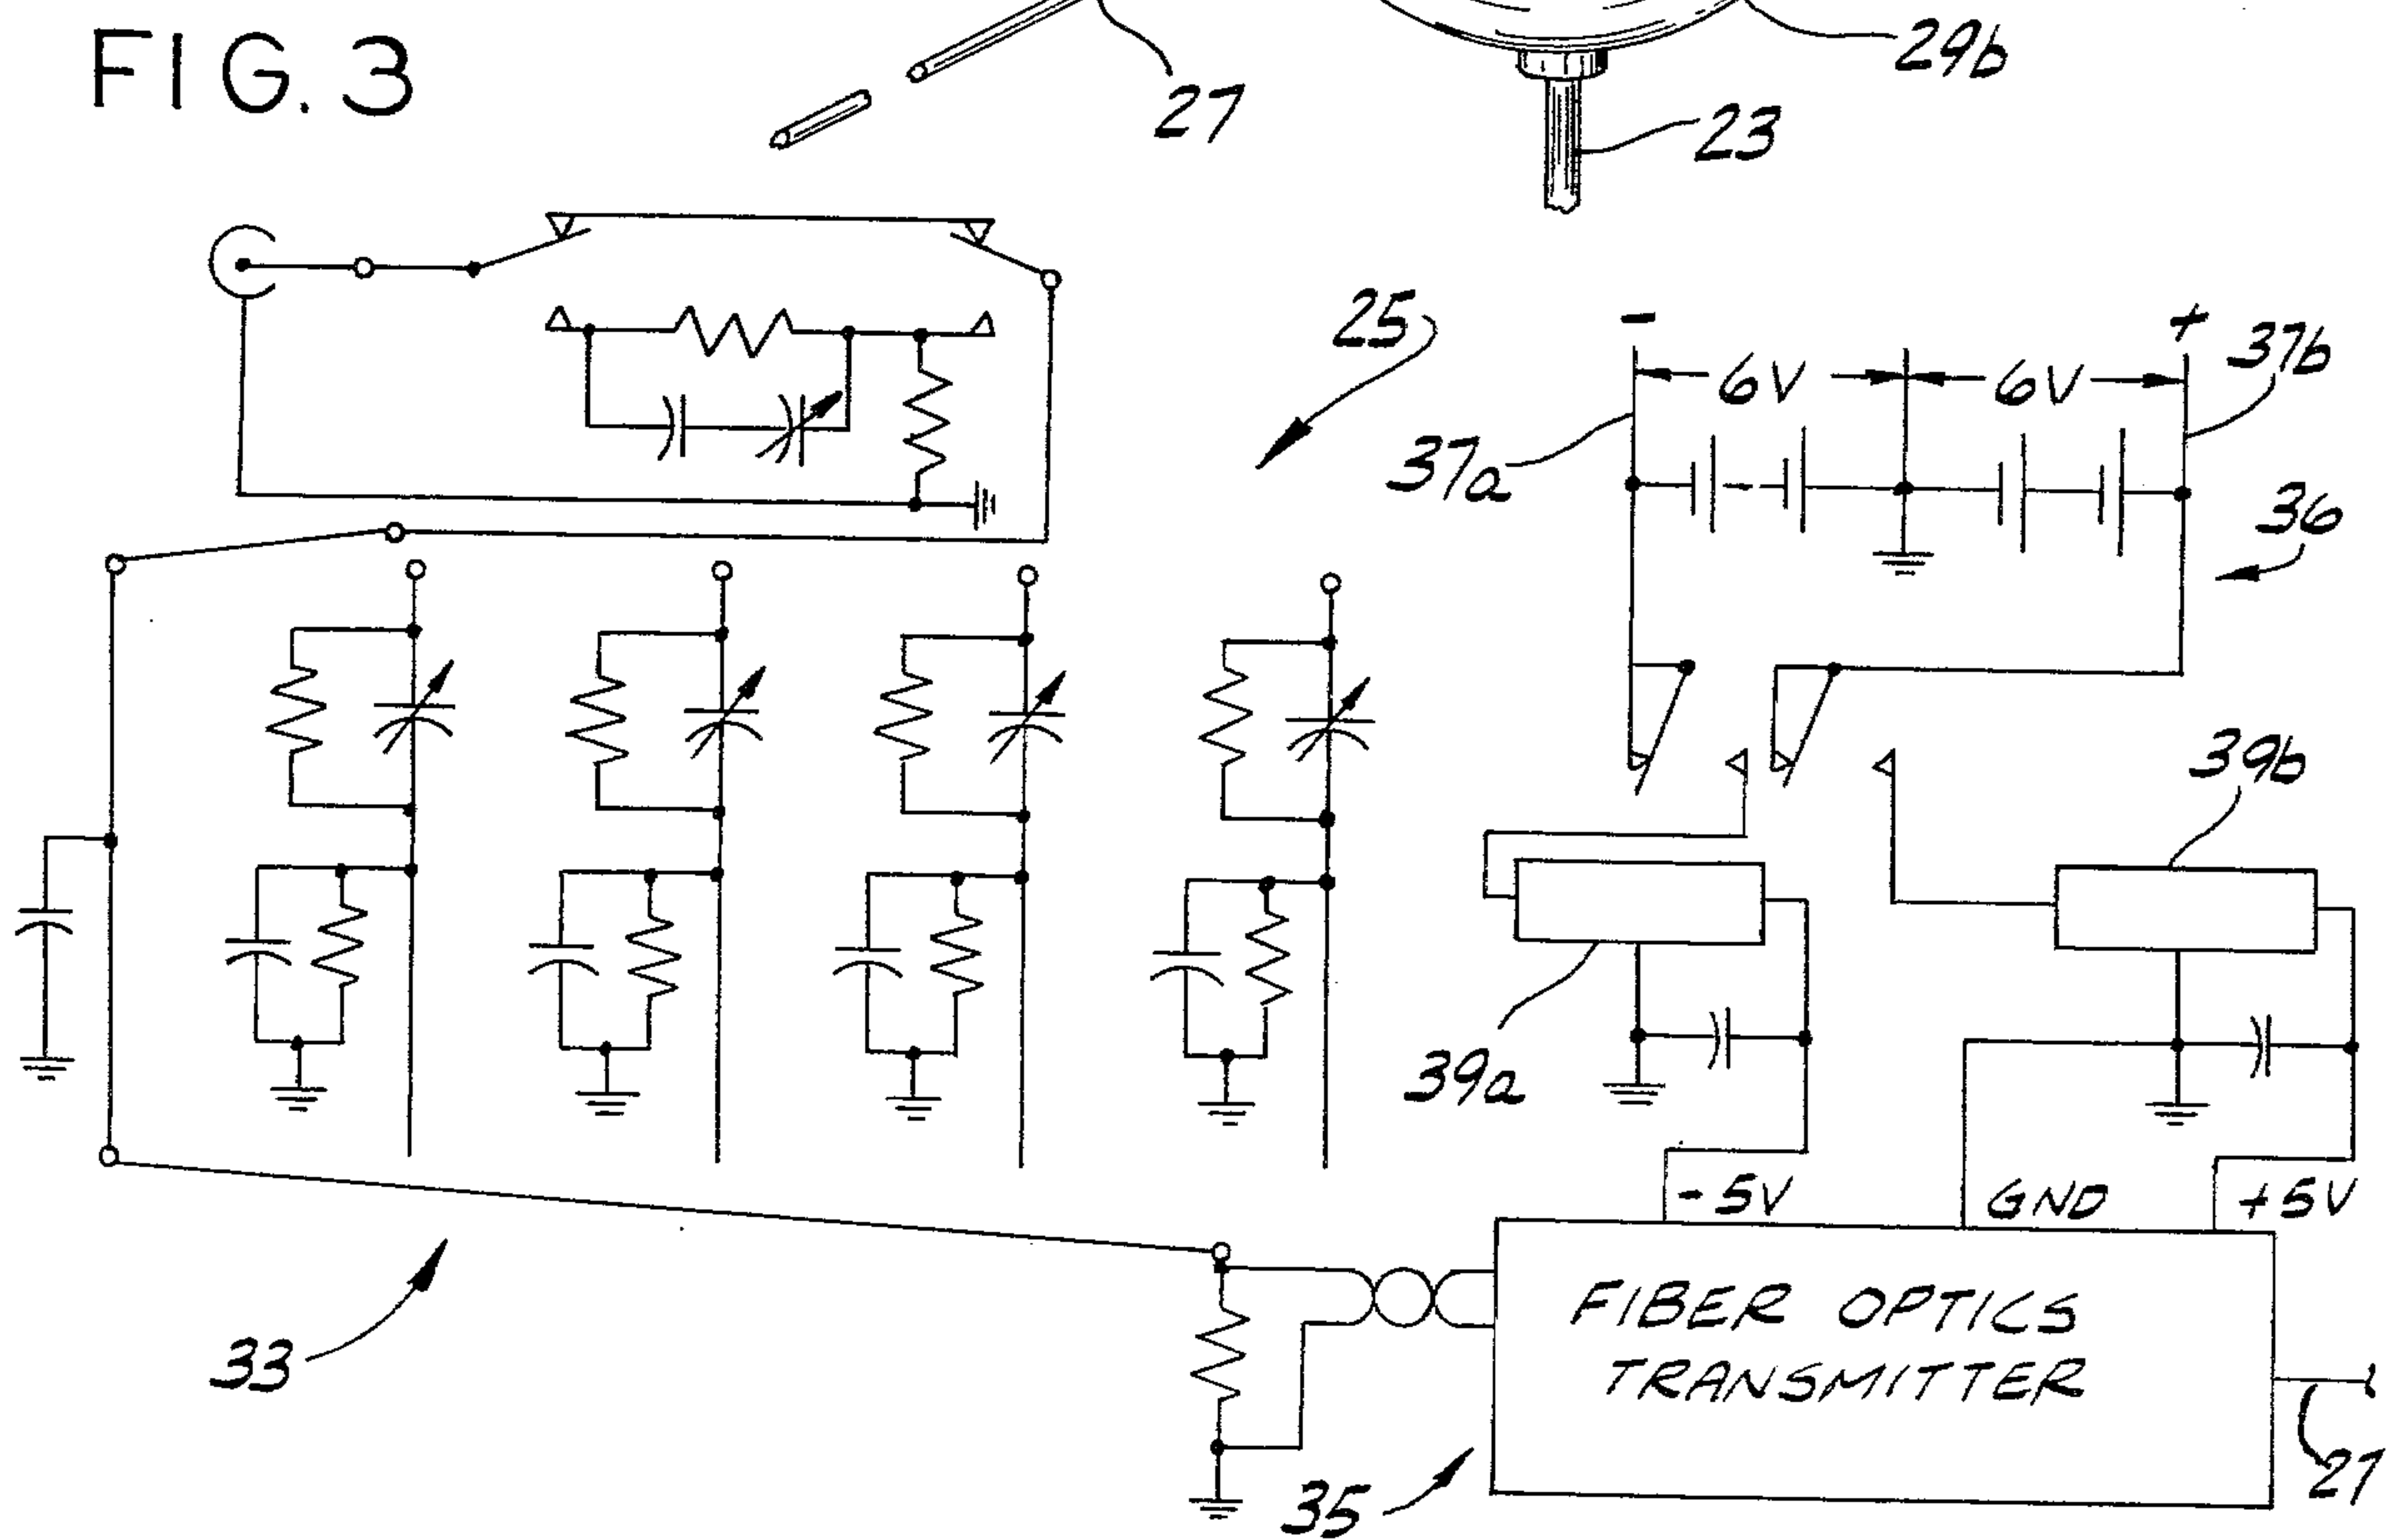 FIG. 3
27
29b
23
25
- +
6V 6V
37b
37a
36
39b
39a
-5V GND +5V
33
FIBER OPTICS
TRANSMITTER
35
27